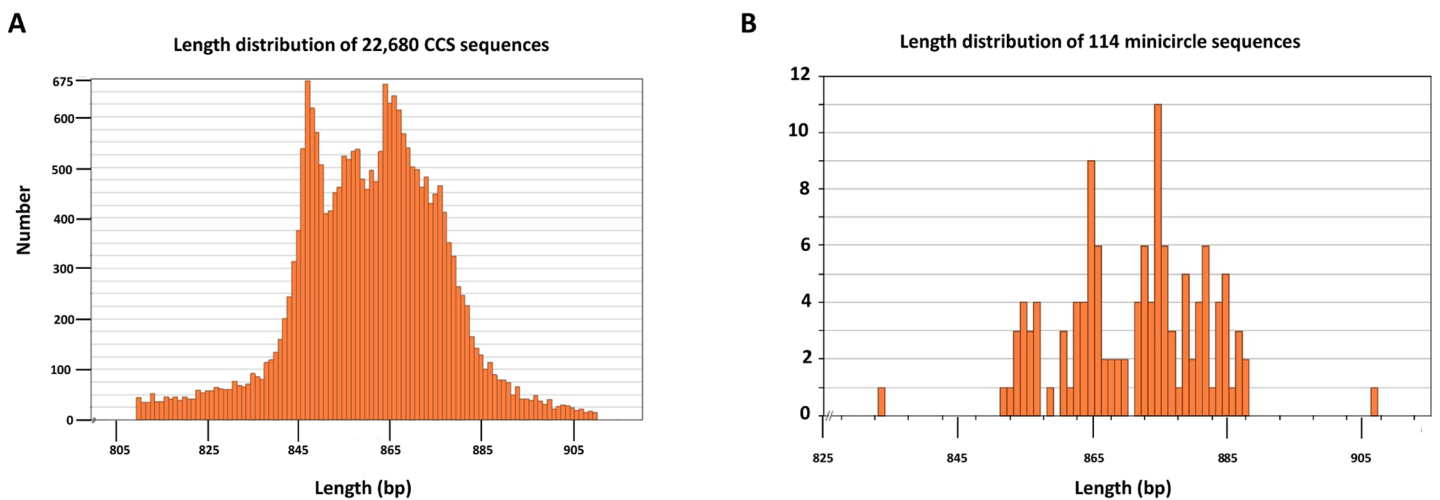 A
Length distribution of 22,680 CCS sequences
675
600
500
400
300
200
100
0
Number
805 825 845 865 885 905
Length (bp)
B
Length distribution of 114 minicircle sequences
12
10
8
6
4
2
0
825 845 865 885 905
Length (bp)